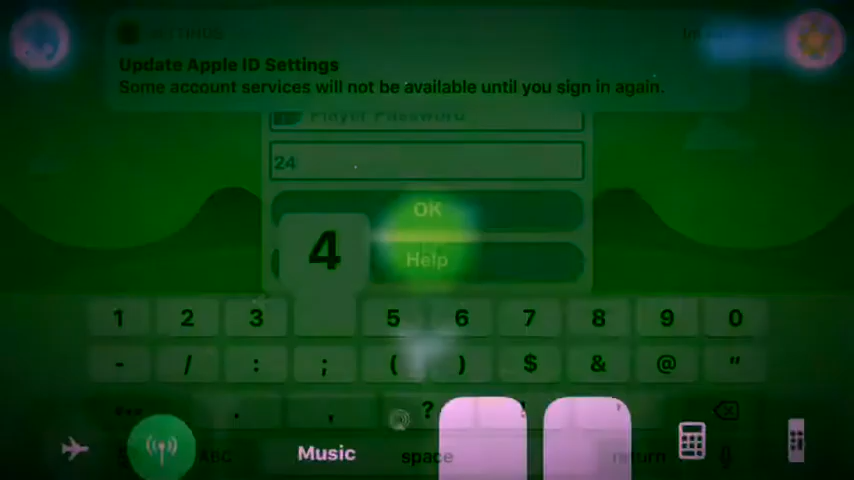 SETTINGS
Update Apple ID Settings
Some account services will not be available until you sign in again.
Player Password
24
OK
4
Help
1 2 3 5 6 7 8 9 0
- / : ; ( ) $ & @ "
. , ? ! '
ABC Music space return